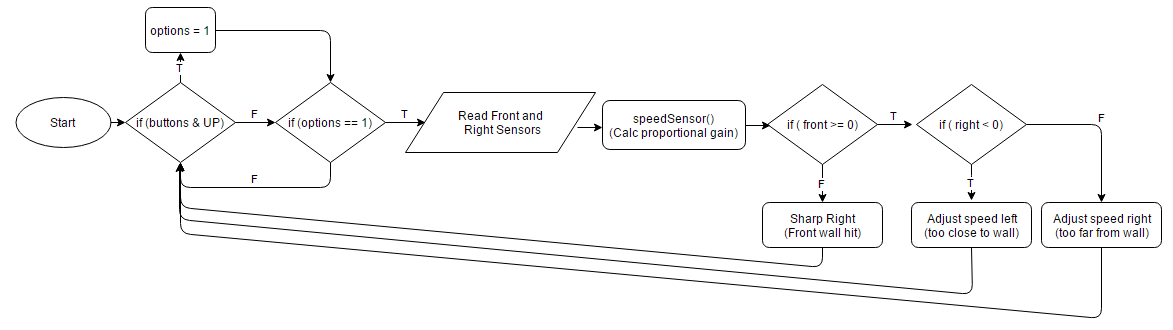 options = 1
T
Start
if (buttons & UP)
F
if (options == 1)
T
F
Read Front and
Right Sensors
speedSensor()
(Calc proportional gain)
if ( front >= 0)
T
if ( right < 0)
F
F
T
Sharp Right
(Front wall hit)
Adjust speed left
(too close to wall)
Adjust speed right
(too far from wall)